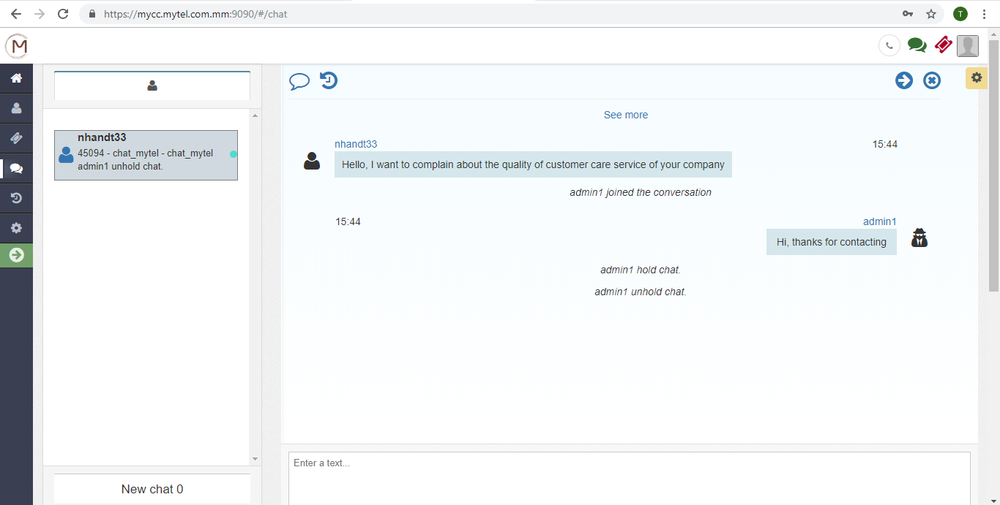 https://mycc.mytel.com.mm:9090/#/chat
T
M
nhandt33
45094 - chat_mytel - chat_mytel
admin1 unhold chat.
New chat 0
See more
nhandt33 15:44
Hello, I want to complain about the quality of customer care service of your company
admin1 joined the conversation
15:44 admin1
Hi, thanks for contacting
admin1 hold chat.
admin1 unhold chat.
Enter a text...